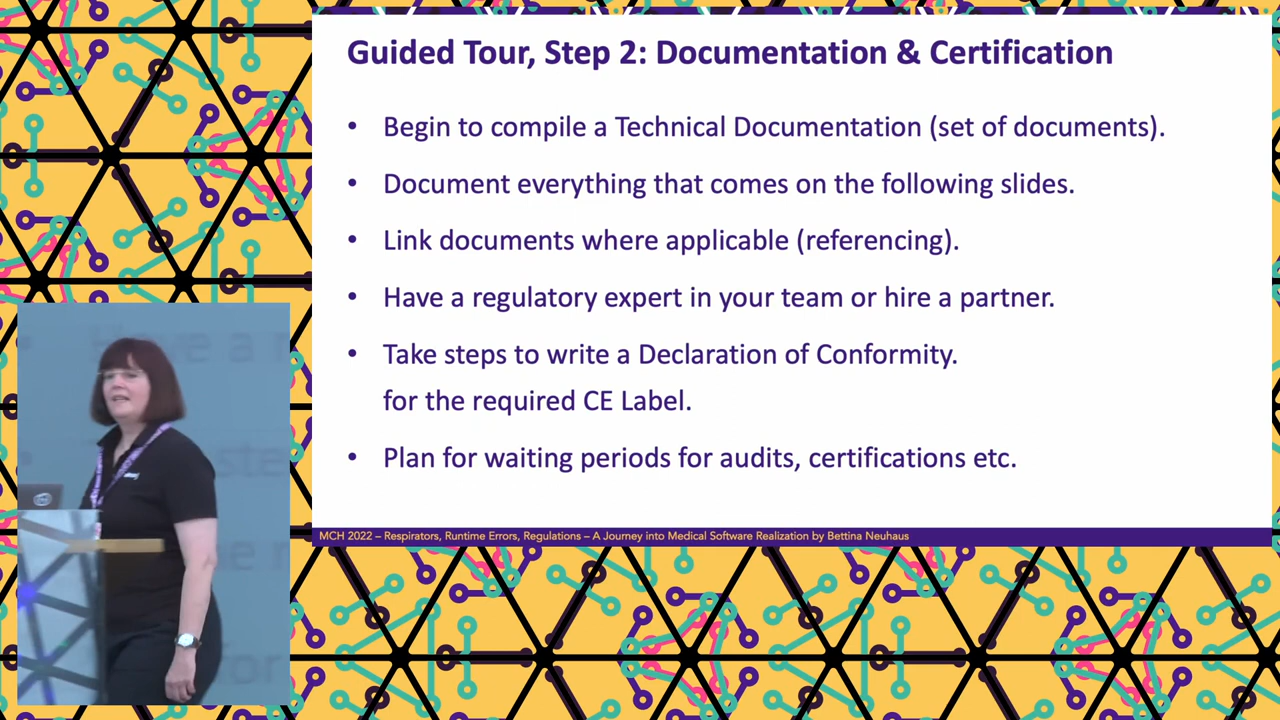 Guided Tour, Step 2: Documentation & Certification
• Begin to compile a Technical Documentation (set of documents).
• Document everything that comes on the following slides.
• Link documents where applicable (referencing).
• Have a regulatory expert in your team or hire a partner.
• Take steps to write a Declaration of Conformity.
for the required CE Label.
• Plan for waiting periods for audits, certifications etc.
MCH 2022 – Respirators, Runtime Errors, Regulations – A Journey into Medical Software Realization by Bettina Neuhaus